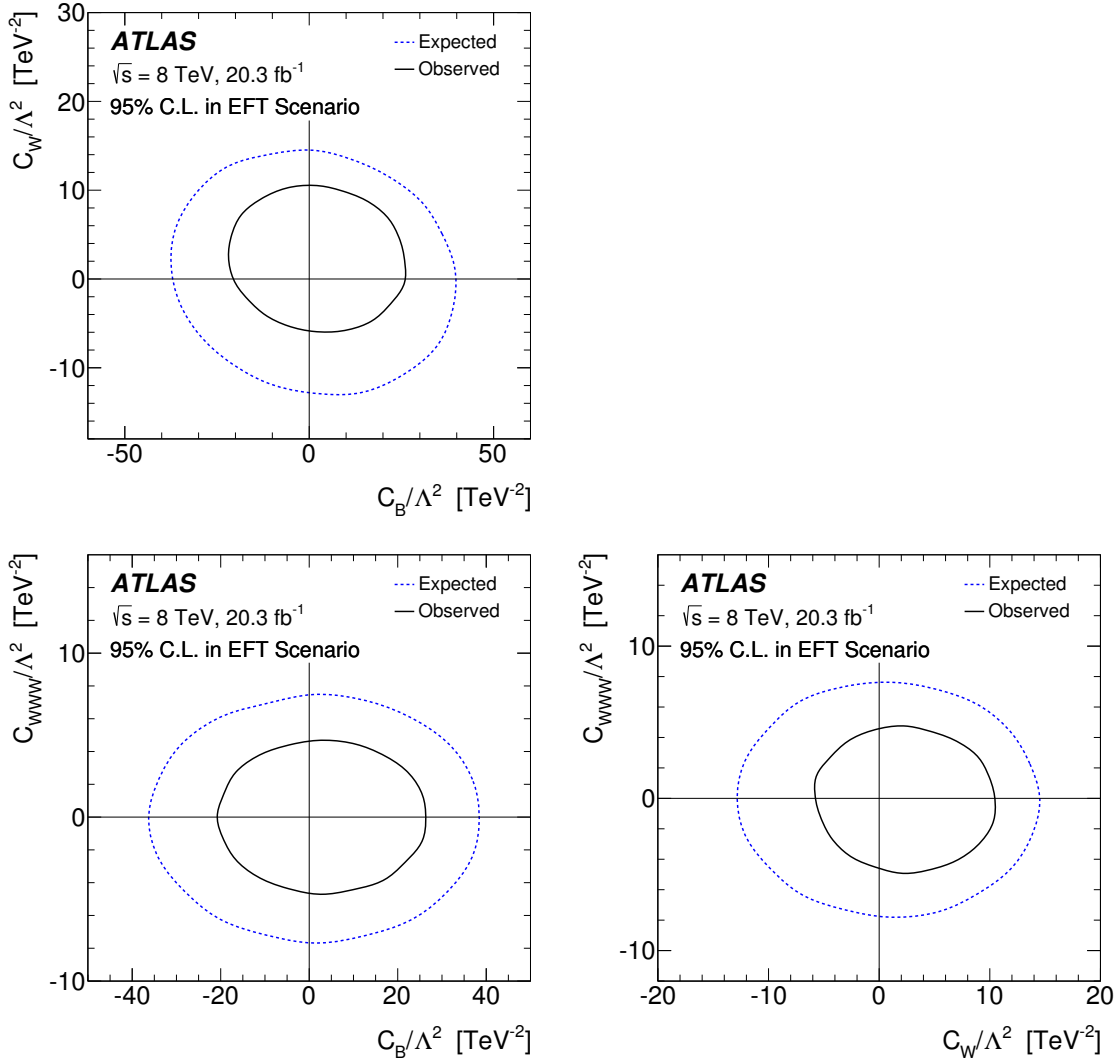 C_W/Λ² [TeV⁻²]
30
20
10
0
-10
ATLAS
√s = 8 TeV, 20.3 fb⁻¹
95% C.L. in EFT Scenario
Expected
Observed
-50 0 50
C_B/Λ² [TeV⁻²]
C_WWW/Λ² [TeV⁻²]
10
0
-10
ATLAS
√s = 8 TeV, 20.3 fb⁻¹
95% C.L. in EFT Scenario
Expected
Observed
-40 -20 0 20 40
C_B/Λ² [TeV⁻²]
C_WWW/Λ² [TeV⁻²]
10
0
-10
ATLAS
√s = 8 TeV, 20.3 fb⁻¹
95% C.L. in EFT Scenario
Expected
Observed
-20 -10 0 10 20
C_W/Λ² [TeV⁻²]